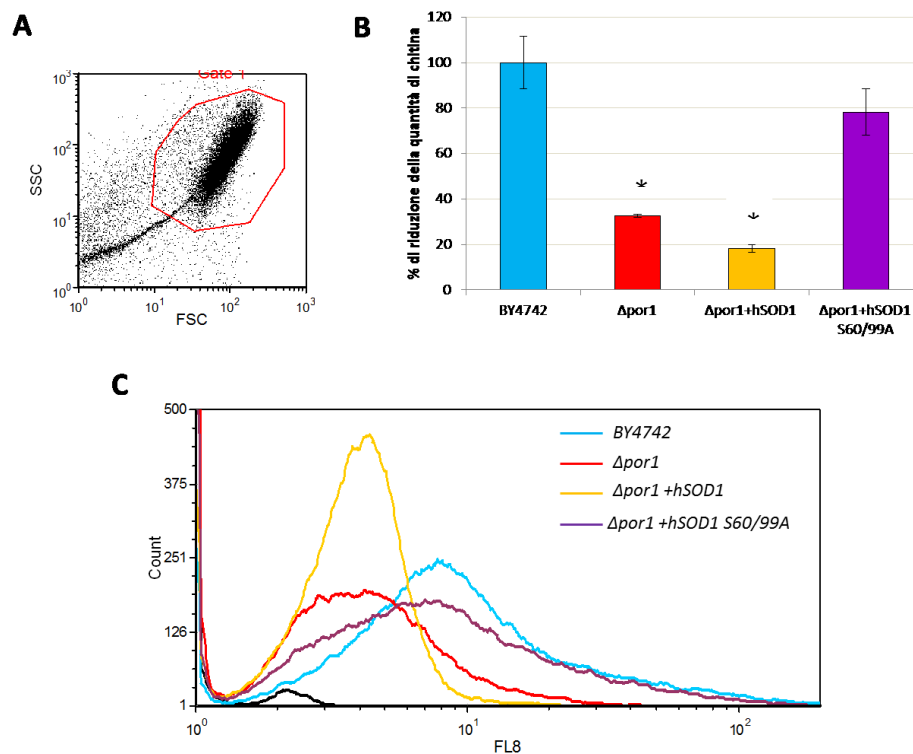 A
Gate 1
10³
10²
10¹
10⁰
SSC
10⁰
10¹
10²
10³
FSC
B
% di riduzione della quantità di chitina
120
100
80
60
40
20
0
*
*
BY4742
Δpor1
Δpor1+hSOD1
Δpor1+hSOD1
S60/99A
C
500
375
251
126
1
Count
BY4742
Δpor1
Δpor1 +hSOD1
Δpor1 +hSOD1 S60/99A
10⁰
10¹
10²
FL8